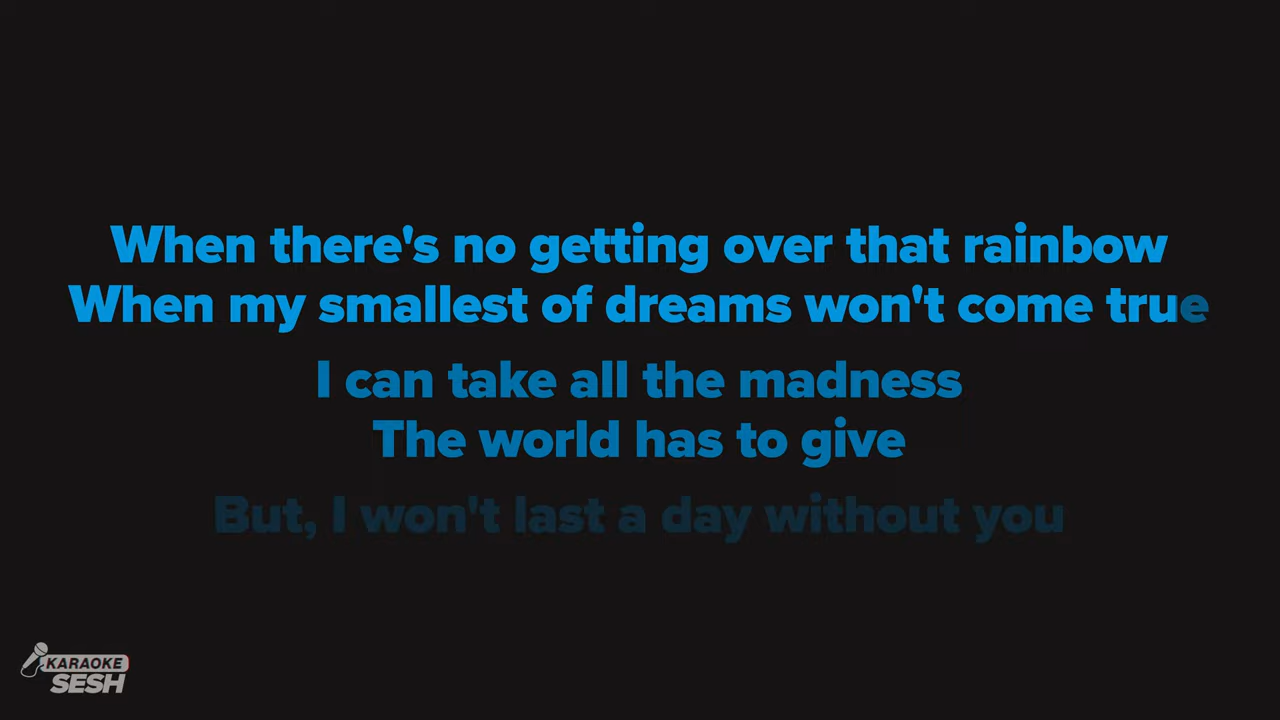 When there's no getting over that rainbow
When my smallest of dreams won't come true
I can take all the madness
The world has to give
But, I won't last a day without you
KARAOKE
SESH